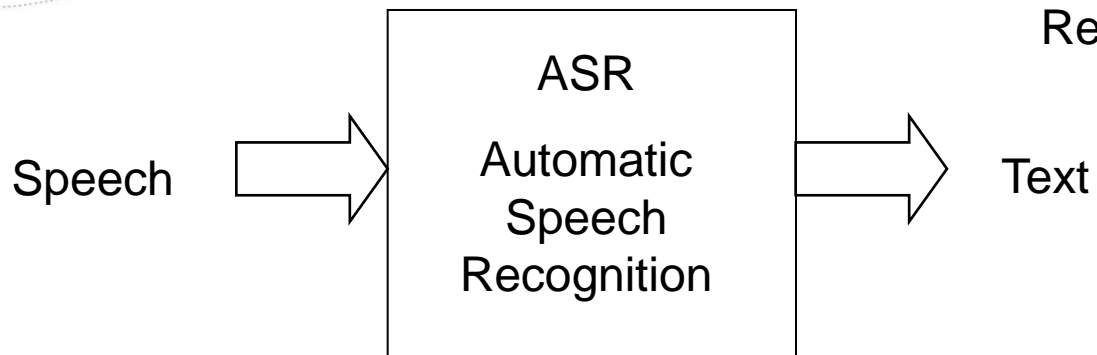 ASR
Speech
Automatic
Speech
Recognition
Text